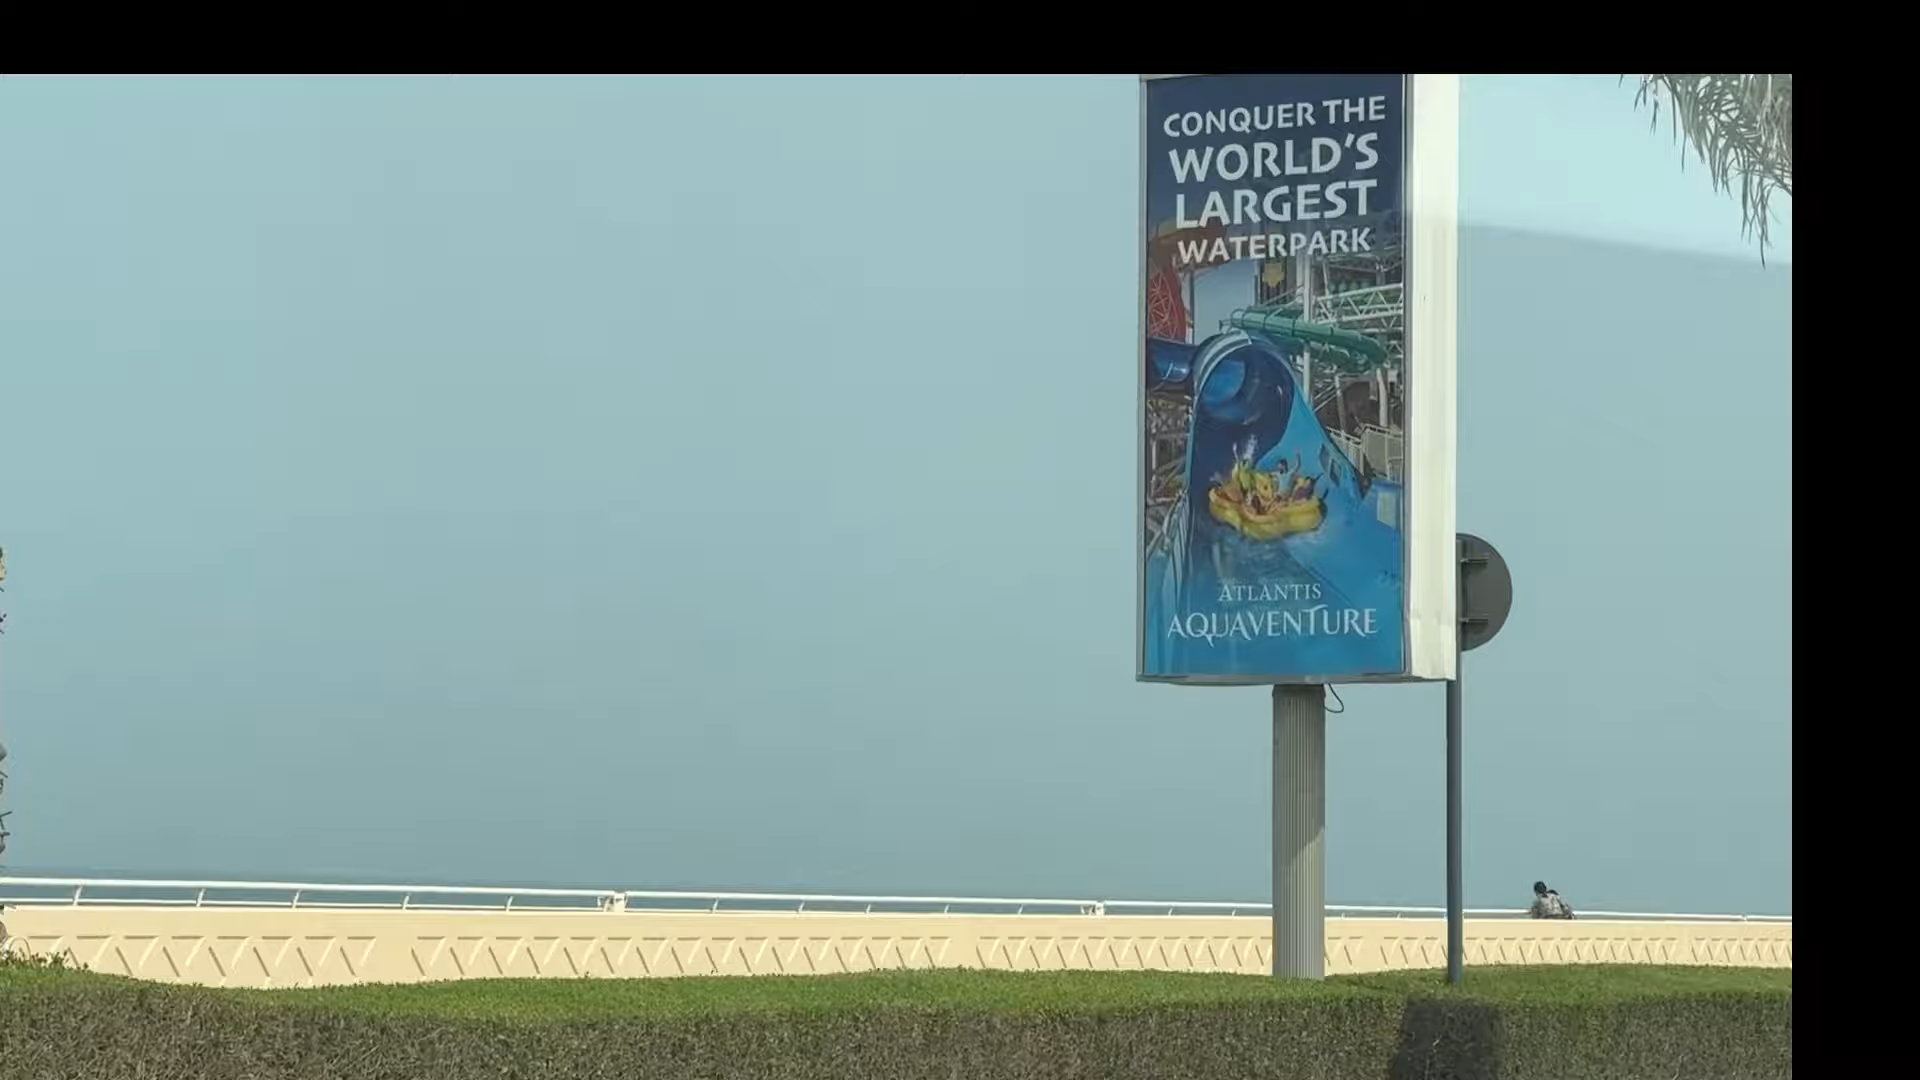 CONQUER THE
WORLD'S
LARGEST
WATERPARK
ATLANTIS
AQUAVENTURE